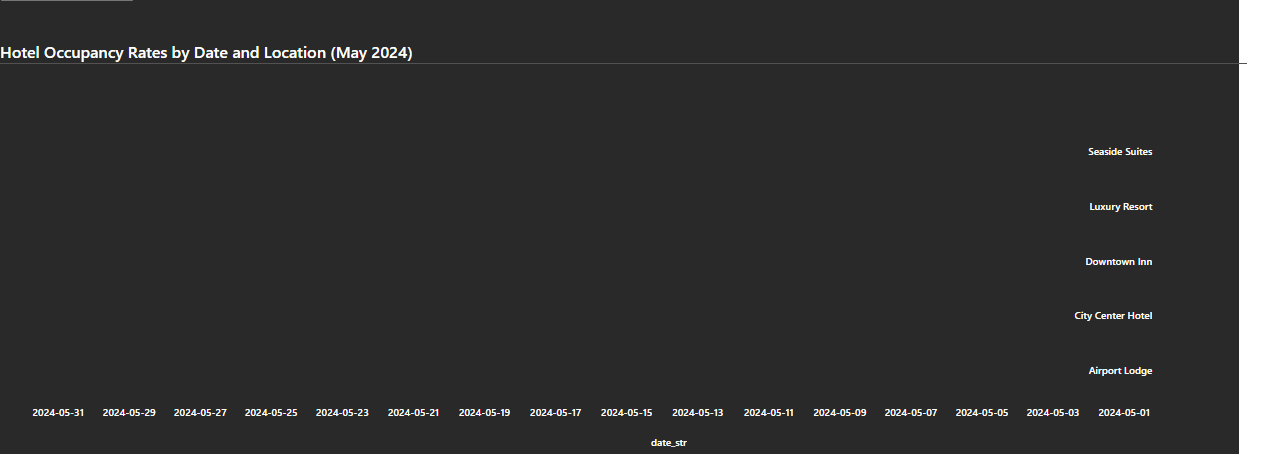 Hotel Occupancy Rates by Date and Location (May 2024)
Seaside Suites
Luxury Resort
Downtown Inn
City Center Hotel
Airport Lodge
2024-05-31 2024-05-29 2024-05-27 2024-05-25 2024-05-23 2024-05-21 2024-05-19 2024-05-17 2024-05-15 2024-05-13 2024-05-11 2024-05-09 2024-05-07 2024-05-05 2024-05-03 2024-05-01
date_str